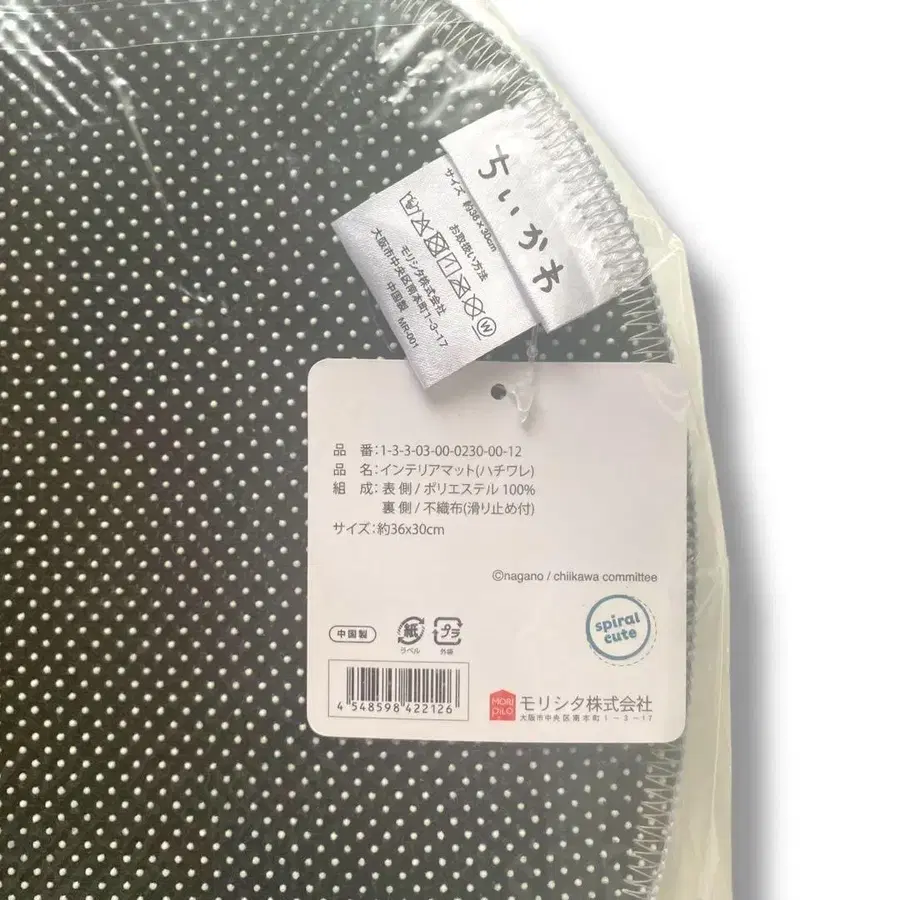 ちいかわ
サイズ 約36×30cm
お取扱い方法
W
モリシタ株式会社
大阪市中央区南本町1-3-17
中国製 MR-001
品 番:1-3-3-03-00-0230-00-12
品 名:インテリアマット(ハチワレ)
組 成:表側/ポリエステル 100%
裏側/不織布(滑り止め付)
サイズ:約36x30cm
©nagano / chiikawa committee
spiral
cute
中国製
紙
ラベル
プラ
外装
4 548598 422126
MORI
PiLO
モリシタ株式会社
大阪市中央区南本町1-3-17